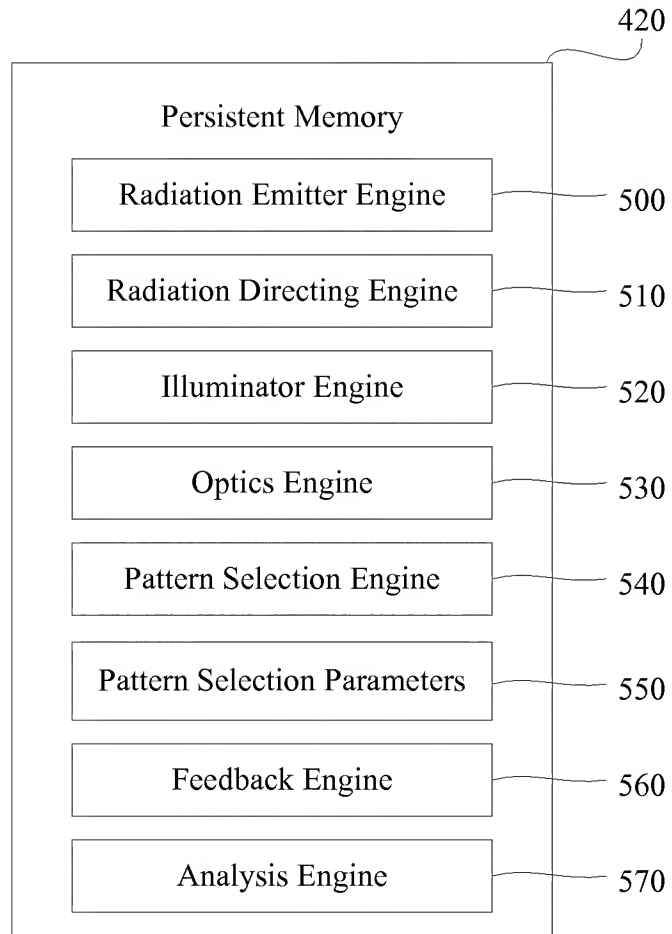 420
Persistent Memory
Radiation Emitter Engine 500
Radiation Directing Engine 510
Illuminator Engine 520
Optics Engine 530
Pattern Selection Engine 540
Pattern Selection Parameters 550
Feedback Engine 560
Analysis Engine 570